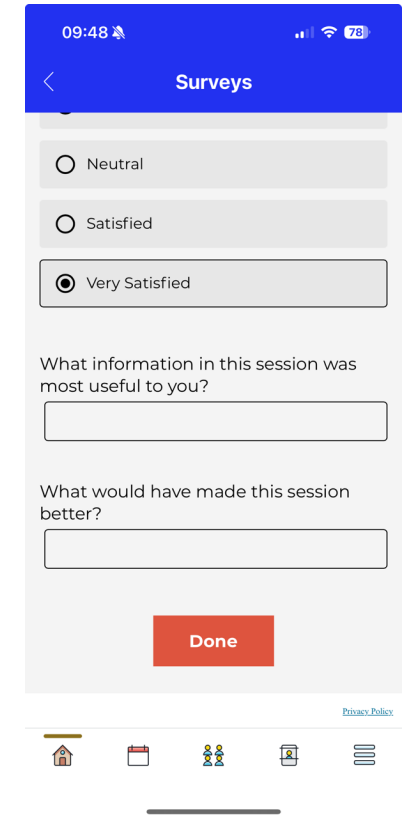 09:48
78
Surveys
Neutral
Satisfied
Very Satisfied
What information in this session was
most useful to you?
What would have made this session
better?
Done
Privacy Policy